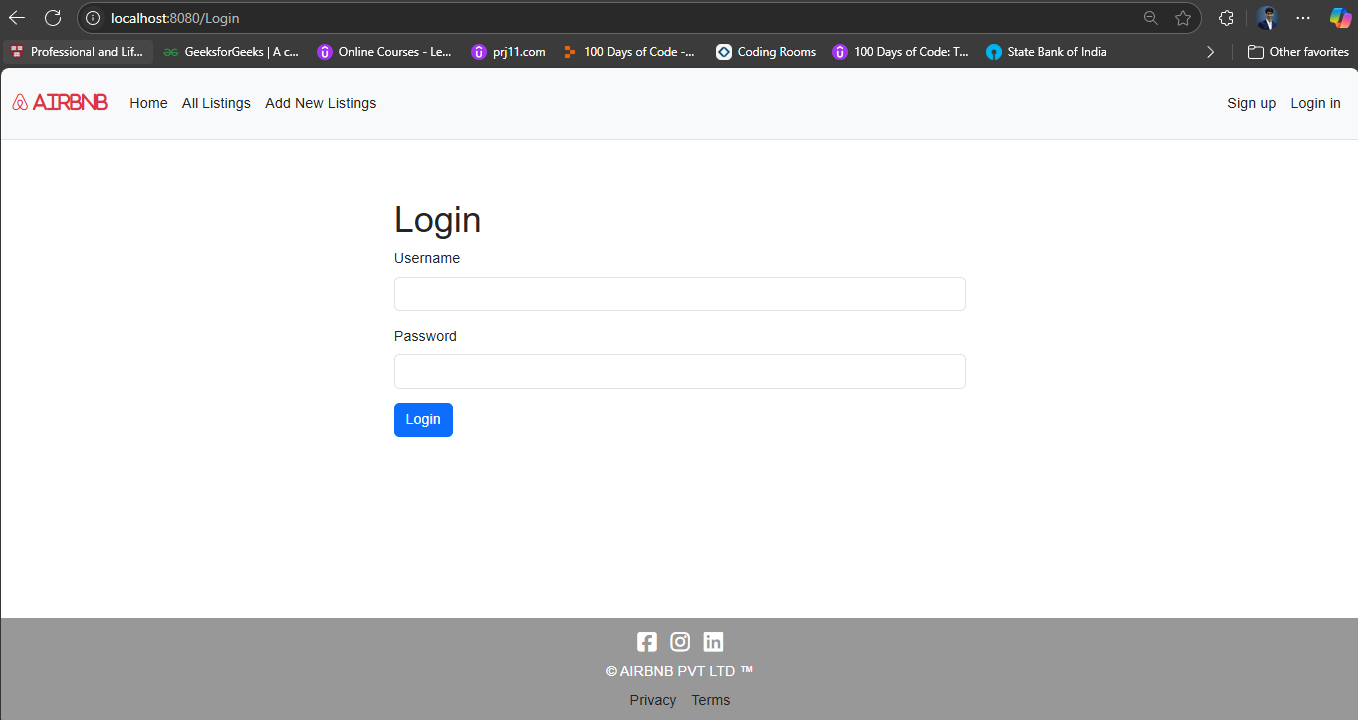 localhost:8080/Login
Professional and Lif... GeeksforGeeks | A c... Online Courses - Le... prj11.com 100 Days of Code -... Coding Rooms 100 Days of Code: T... State Bank of India Other favorites
AIRBNB Home All Listings Add New Listings Sign up Login in
Login
Username
Password
Login
© AIRBNB PVT LTD ™
Privacy Terms